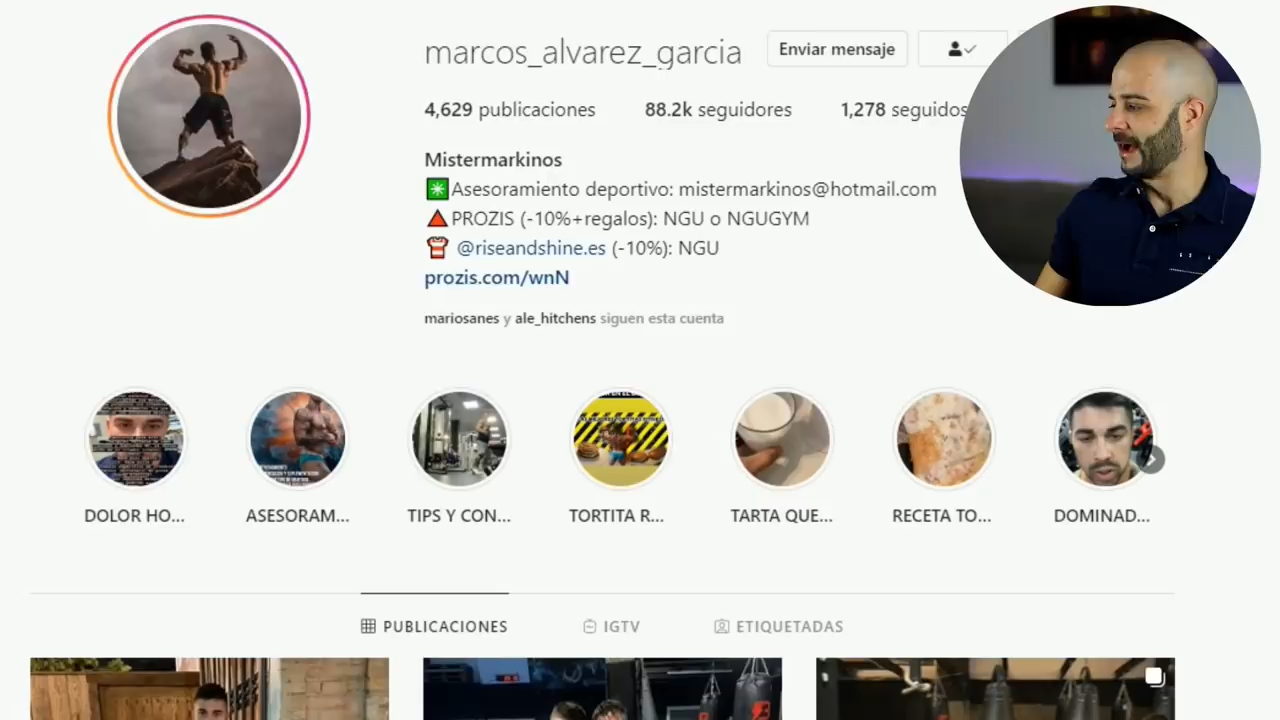 marcos_alvarez_garcia
Enviar mensaje
4,629 publicaciones
88.2k seguidores
1,278 seguidos
Mistermarkinos
Asesoramiento deportivo: mistermarkinos@hotmail.com
PROZIS (-10%+regalos): NGU o NGUGYM
@riseandshine.es (-10%): NGU
prozis.com/wnN
mariosanes y ale_hitchens siguen esta cuenta
DOLOR HO...
ASESORAM...
TIPS Y CON...
TORTITA R...
TARTA QUE...
RECETA TO...
DOMINAD...
PUBLICACIONES
IGTV
ETIQUETADAS